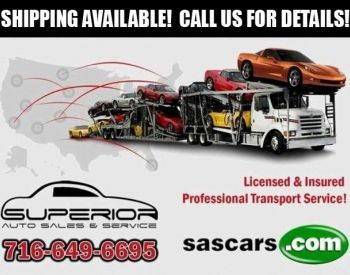 SHIPPING AVAILABLE! CALL US FOR DETAILS!
Licensed & Insured
Professional Transport Service!
SUPERIOR
AUTO SALES & SERVICE
716-649-6695
sascars.com